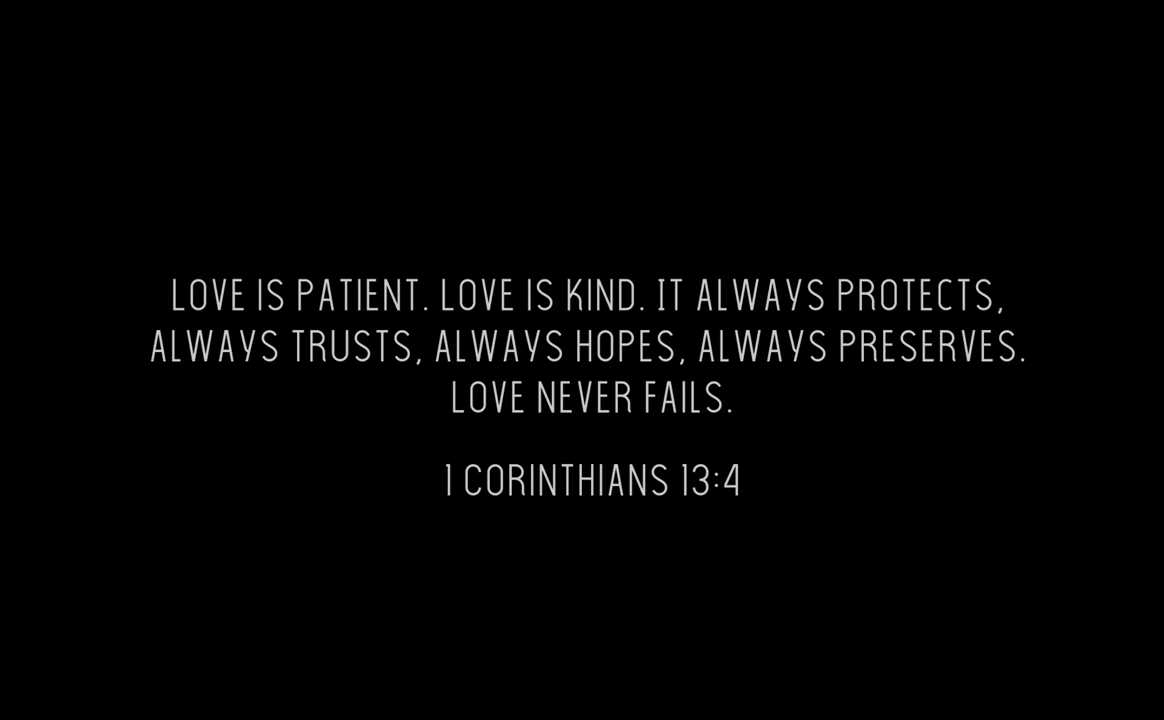 LOVE IS PATIENT. LOVE IS KIND. IT ALWAYS PROTECTS,
ALWAYS TRUSTS, ALWAYS HOPES, ALWAYS PRESERVES.
LOVE NEVER FAILS.
1 CORINTHIANS 13:4